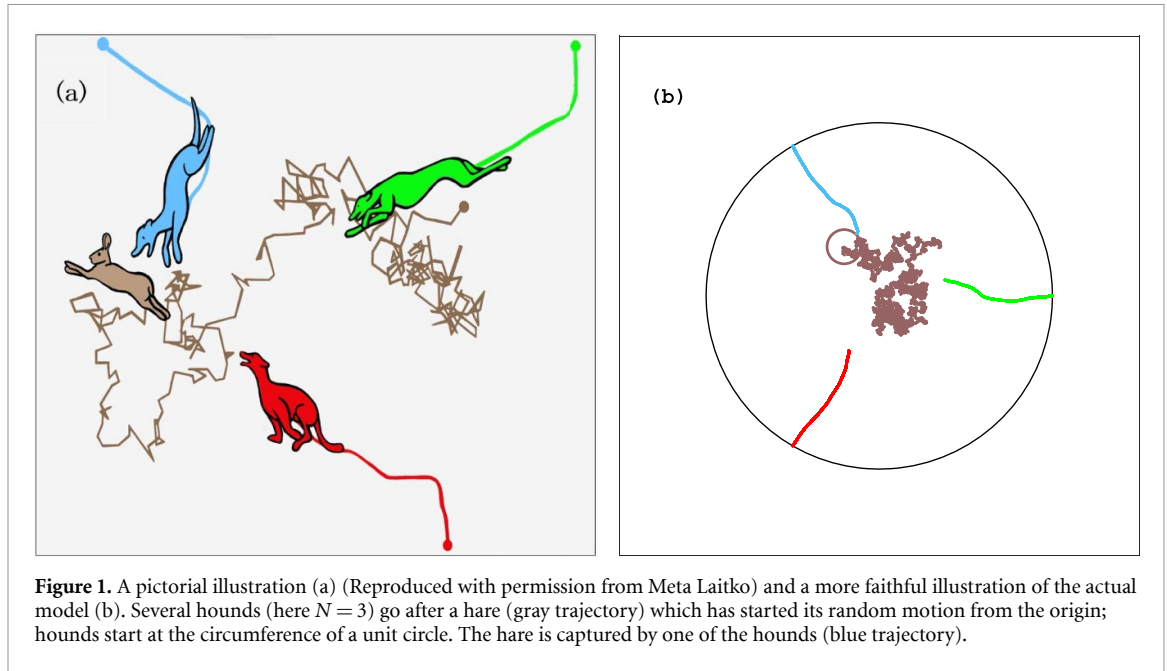 (a)
(b)
Figure 1. A pictorial illustration (a) (Reproduced with permission from Meta Laitko) and a more faithful illustration of the actual
model (b). Several hounds (here N = 3) go after a hare (gray trajectory) which has started its random motion from the origin;
hounds start at the circumference of a unit circle. The hare is captured by one of the hounds (blue trajectory).